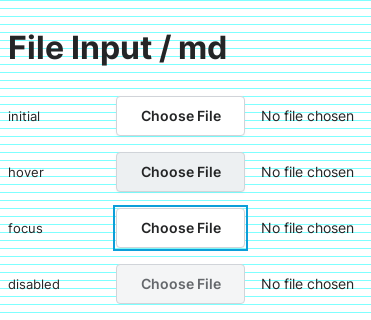 File Input / md
initial Choose File No file chosen
hover Choose File No file chosen
focus Choose File No file chosen
disabled Choose File No file chosen